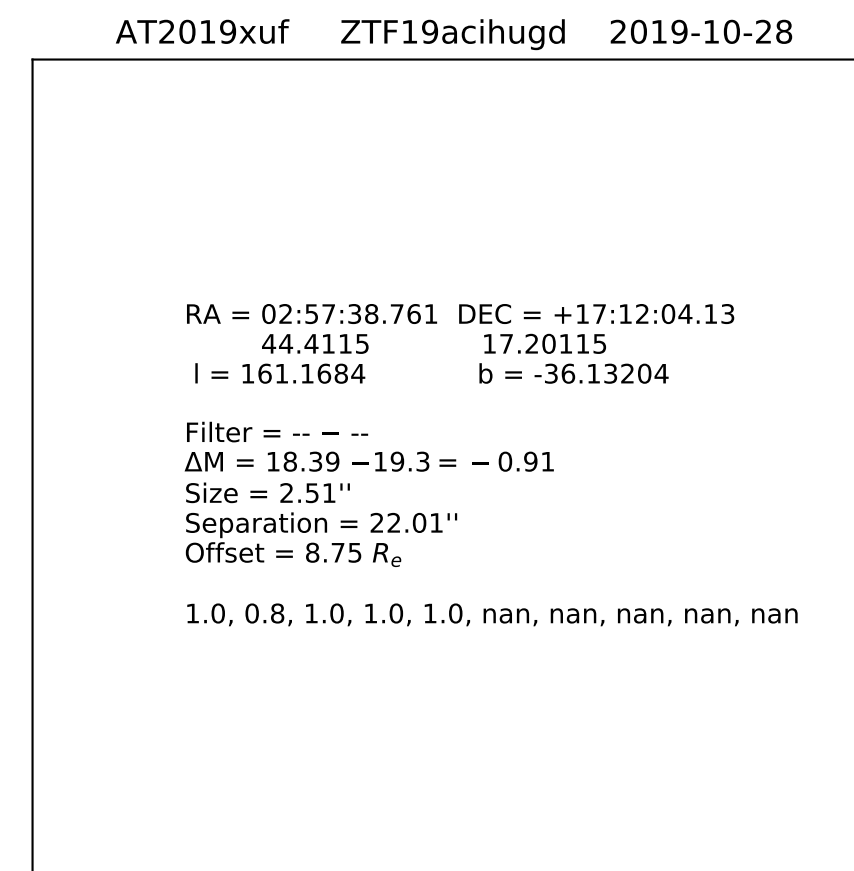 AT2019xuf ZTF19acihugd 2019-10-28
RA = 02:57:38.761 DEC = +17:12:04.13
44.4115 17.20115
l = 161.1684 b = -36.13204
Filter = -- − --
ΔM = 18.39 −19.3 = − 0.91
Size = 2.51''
Separation = 22.01''
Offset = 8.75 Rₑ
1.0, 0.8, 1.0, 1.0, 1.0, nan, nan, nan, nan, nan